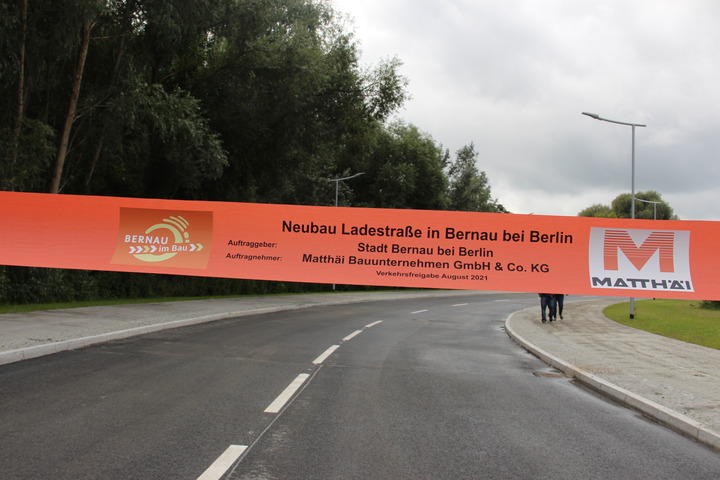 BERNAU
im Bau
Neubau Ladestraße in Bernau bei Berlin
Auftraggeber: Stadt Bernau bei Berlin
Auftragnehmer: Matthäi Bauunternehmen GmbH & Co. KG
Verkehrsfreigabe August 2021
MATTHÄI